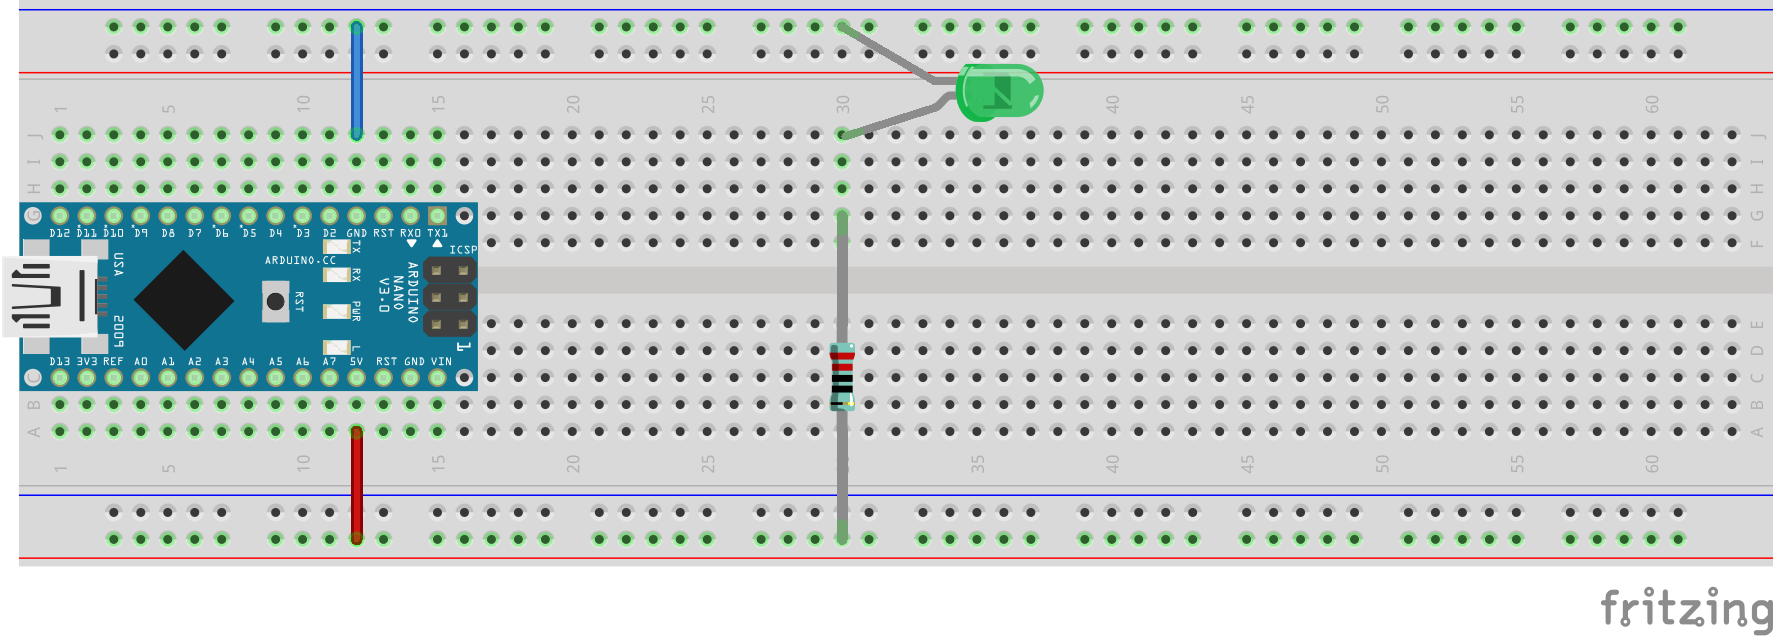 1 5 10 15 20 25 30 35 40 45 50 55 60
J J
I I
H H
G G
D12 D11 D10 D9 D8 D7 D6 D5 D4 D3 D2 GND RST RX0 TX1
F
TX
ICSP
USA
ARDUINO.CC
RX
RST
ARDUINO
NANO
V3.0
PWR
E
2009
L
1
D
D13 3V3 REF A0 A1 A2 A3 A4 A5 A6 A7 5V RST GND VIN
C C
B B
A A
1 5 10 15 20 25 30 35 40 45 50 55 60
fritzing